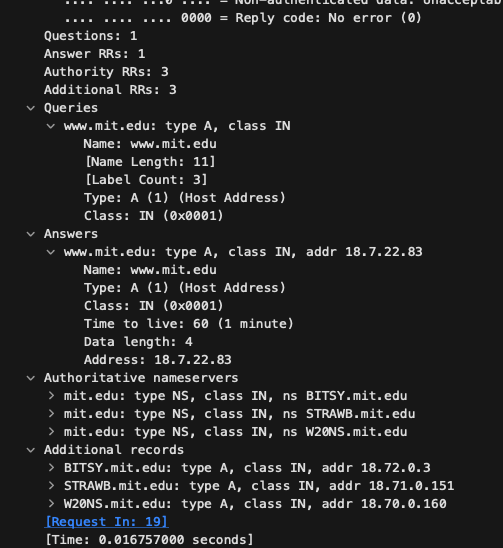 .... .... ...0 .... = Non-authenticated data: Unacceptab
.... .... .... 0000 = Reply code: No error (0)
Questions: 1
Answer RRs: 1
Authority RRs: 3
Additional RRs: 3
Queries
www.mit.edu: type A, class IN
Name: www.mit.edu
[Name Length: 11]
[Label Count: 3]
Type: A (1) (Host Address)
Class: IN (0x0001)
Answers
www.mit.edu: type A, class IN, addr 18.7.22.83
Name: www.mit.edu
Type: A (1) (Host Address)
Class: IN (0x0001)
Time to live: 60 (1 minute)
Data length: 4
Address: 18.7.22.83
Authoritative nameservers
mit.edu: type NS, class IN, ns BITSY.mit.edu
mit.edu: type NS, class IN, ns STRAWB.mit.edu
mit.edu: type NS, class IN, ns W20NS.mit.edu
Additional records
BITSY.mit.edu: type A, class IN, addr 18.72.0.3
STRAWB.mit.edu: type A, class IN, addr 18.71.0.151
W20NS.mit.edu: type A, class IN, addr 18.70.0.160
[Request In: 19]
[Time: 0.016757000 seconds]